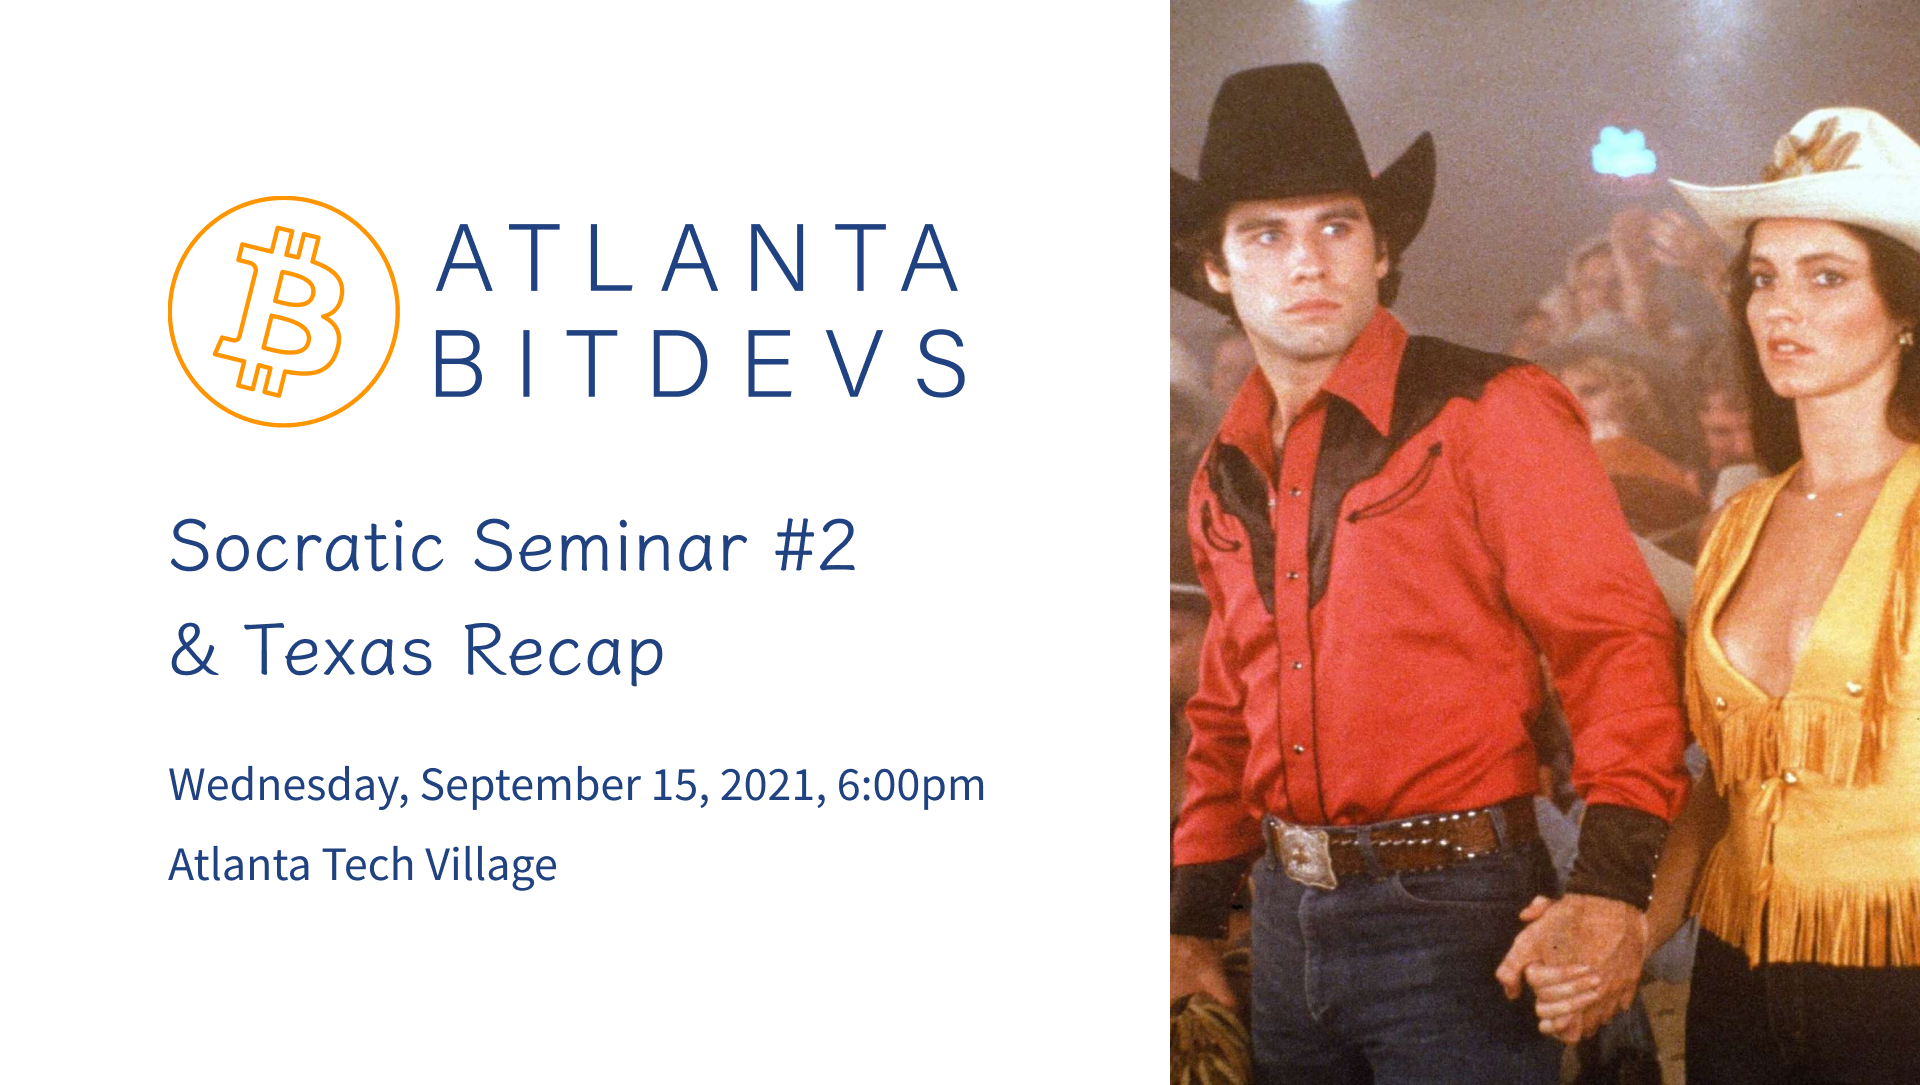 ATLANTA
BITDEVS
Socratic Seminar #2
& Texas Recap
Wednesday, September 15, 2021, 6:00pm
Atlanta Tech Village